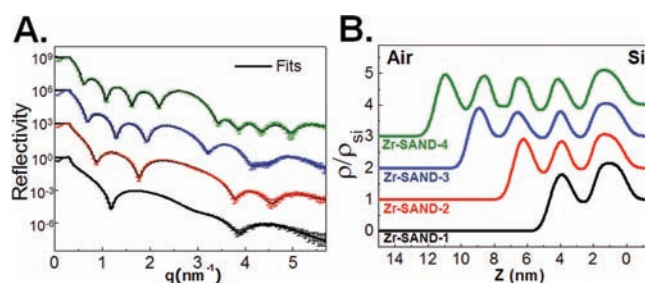 A.
Reflectivity
10⁹
10⁶
10³
10⁰
10⁻³
10⁻⁶
Fits
0 1 2 3 4 5
q(nm⁻¹)
B.
ρ/ρsi
5
4
3
2
1
0
Air
Si
Zr-SAND-4
Zr-SAND-3
Zr-SAND-2
Zr-SAND-1
14 12 10 8 6 4 2 0
Z (nm)